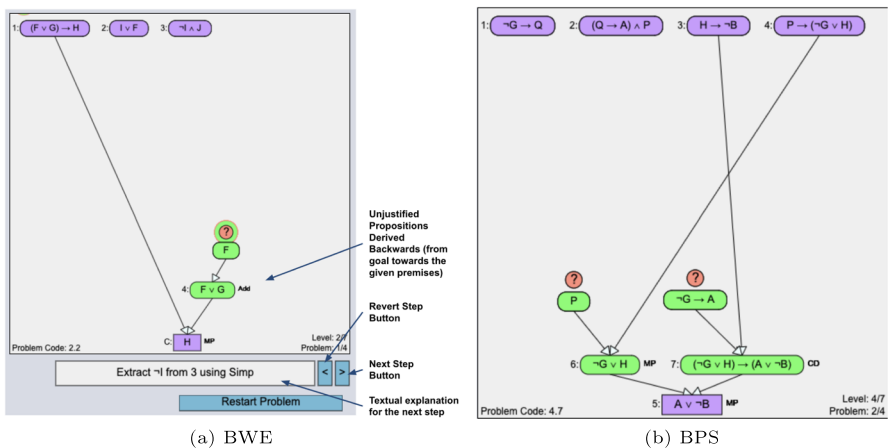 1: (F ∨ G) → H 2: I ∨ F 3: ¬I ∧ J
?
F
4: F ∨ G Add
C: H MP
Problem Code: 2.2
Level: 2/7
Problem: 1/4
Extract ¬I from 3 using Simp
< >
Restart Problem
Unjustified
Propositions
Derived
Backwards (from
goal towards the
given premises)
Revert Step
Button
Next Step
Button
Textual explanation
for the next step
(a) BWE
1: ¬G → Q 2: (Q → A) ∧ P 3: H → ¬B 4: P → (¬G ∨ H)
? ?
P ¬G → A
6: ¬G ∨ H MP 7: (¬G ∨ H) → (A ∨ ¬B) CD
5: A ∨ ¬B MP
Problem Code: 4.7
Level: 4/7
Problem: 2/4
(b) BPS